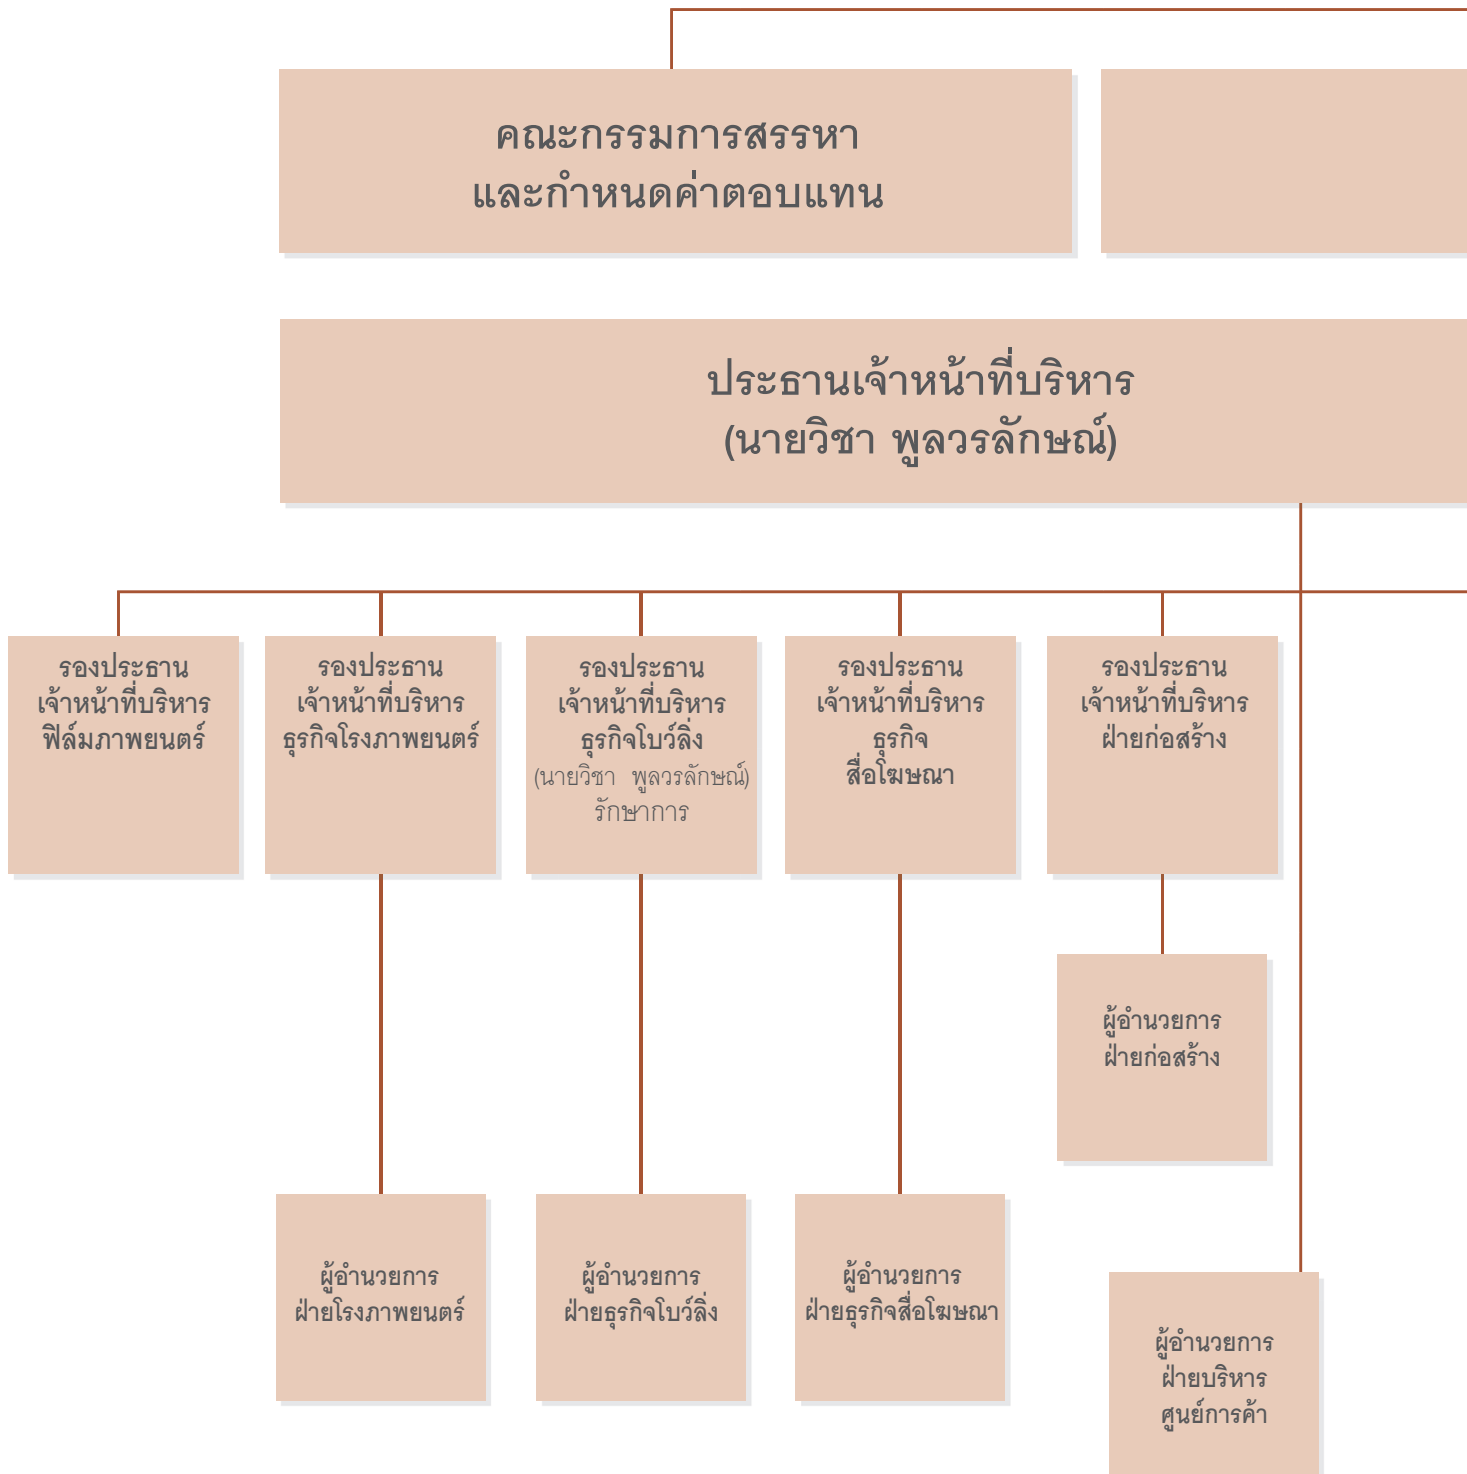 คณะกรรมการสรรหา
และกำหนดค่าตอบแทน
ประธานเจ้าหน้าที่บริหาร
(นายวิชา พูลวรลักษณ์)
รองประธาน
เจ้าหน้าที่บริหาร
ฟิล์มภาพยนตร์
รองประธาน
เจ้าหน้าที่บริหาร
ธุรกิจโรงภาพยนตร์
รองประธาน
เจ้าหน้าที่บริหาร
ธุรกิจโบว์ลิ่ง
(นายวิชา พูลวรลักษณ์)
รักษาการ
รองประธาน
เจ้าหน้าที่บริหาร
ธุรกิจ
สื่อโฆษณา
รองประธาน
เจ้าหน้าที่บริหาร
ฝ่ายก่อสร้าง
ผู้อำนวยการ
ฝ่ายก่อสร้าง
ผู้อำนวยการ
ฝ่ายโรงภาพยนตร์
ผู้อำนวยการ
ฝ่ายธุรกิจโบว์ลิ่ง
ผู้อำนวยการ
ฝ่ายธุรกิจสื่อโฆษณา
ผู้อำนวยการ
ฝ่ายบริหาร
ศูนย์การค้า